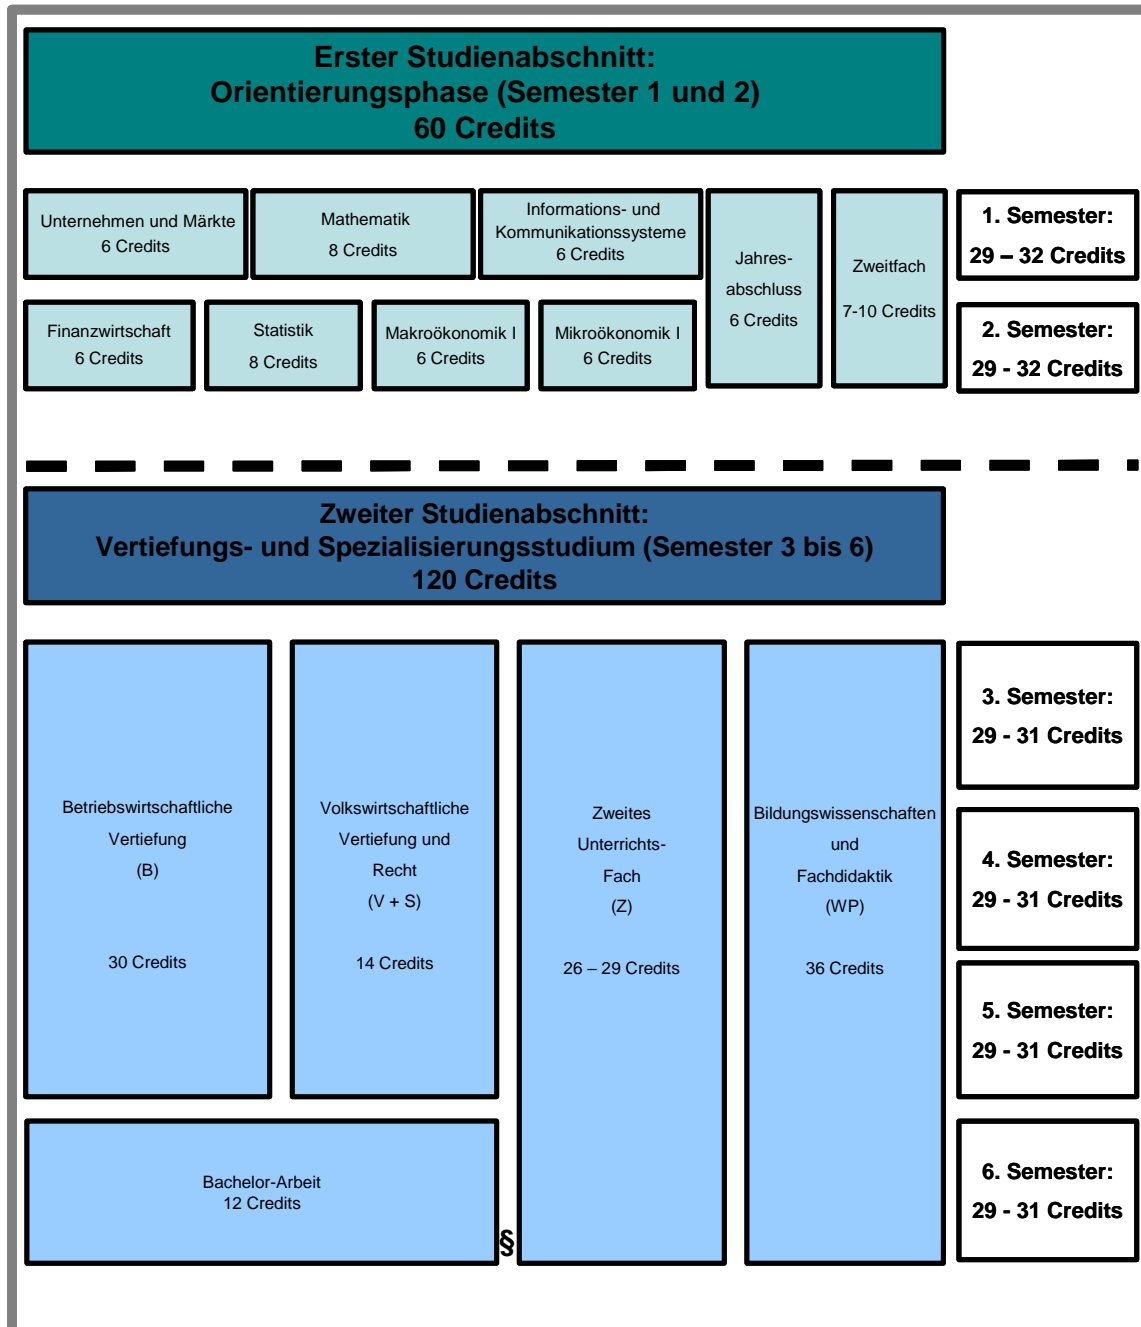 Erster Studienabschnitt:
Orientierungsphase (Semester 1 und 2)
60 Credits
Unternehmen und Märkte
6 Credits
Mathematik
8 Credits
Informations- und
Kommunikationssysteme
6 Credits
Jahres-
abschluss
6 Credits
Zweitfach
7-10 Credits
1. Semester:
29 – 32 Credits
Finanzwirtschaft
6 Credits
Statistik
8 Credits
Makroökonomik I
6 Credits
Mikroökonomik I
6 Credits
2. Semester:
29 - 32 Credits
Zweiter Studienabschnitt:
Vertiefungs- und Spezialisierungsstudium (Semester 3 bis 6)
120 Credits
Betriebswirtschaftliche
Vertiefung
(B)
30 Credits
Volkswirtschaftliche
Vertiefung und
Recht
(V + S)
14 Credits
Zweites
Unterrichts-
Fach
(Z)
26 – 29 Credits
Bildungswissenschaften
und
Fachdidaktik
(WP)
36 Credits
3. Semester:
29 - 31 Credits
4. Semester:
29 - 31 Credits
5. Semester:
29 - 31 Credits
Bachelor-Arbeit
12 Credits
§
6. Semester:
29 - 31 Credits